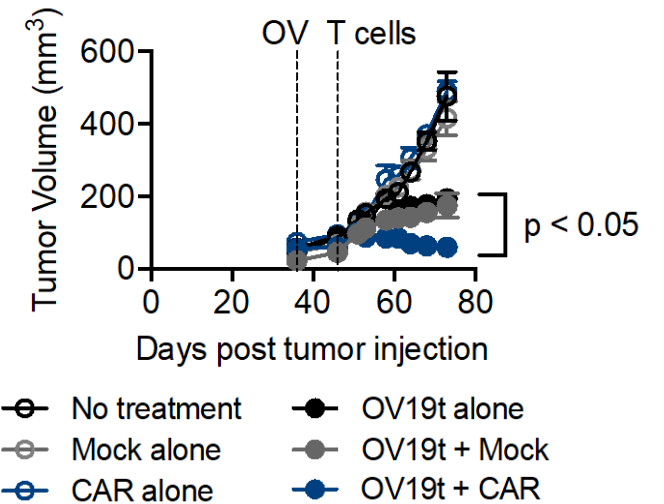 OV T cells
Tumor Volume (mm³)
600
400
200
0
0 20 40 60 80
p < 0.05
Days post tumor injection
No treatment
Mock alone
CAR alone
OV19t alone
OV19t + Mock
OV19t + CAR